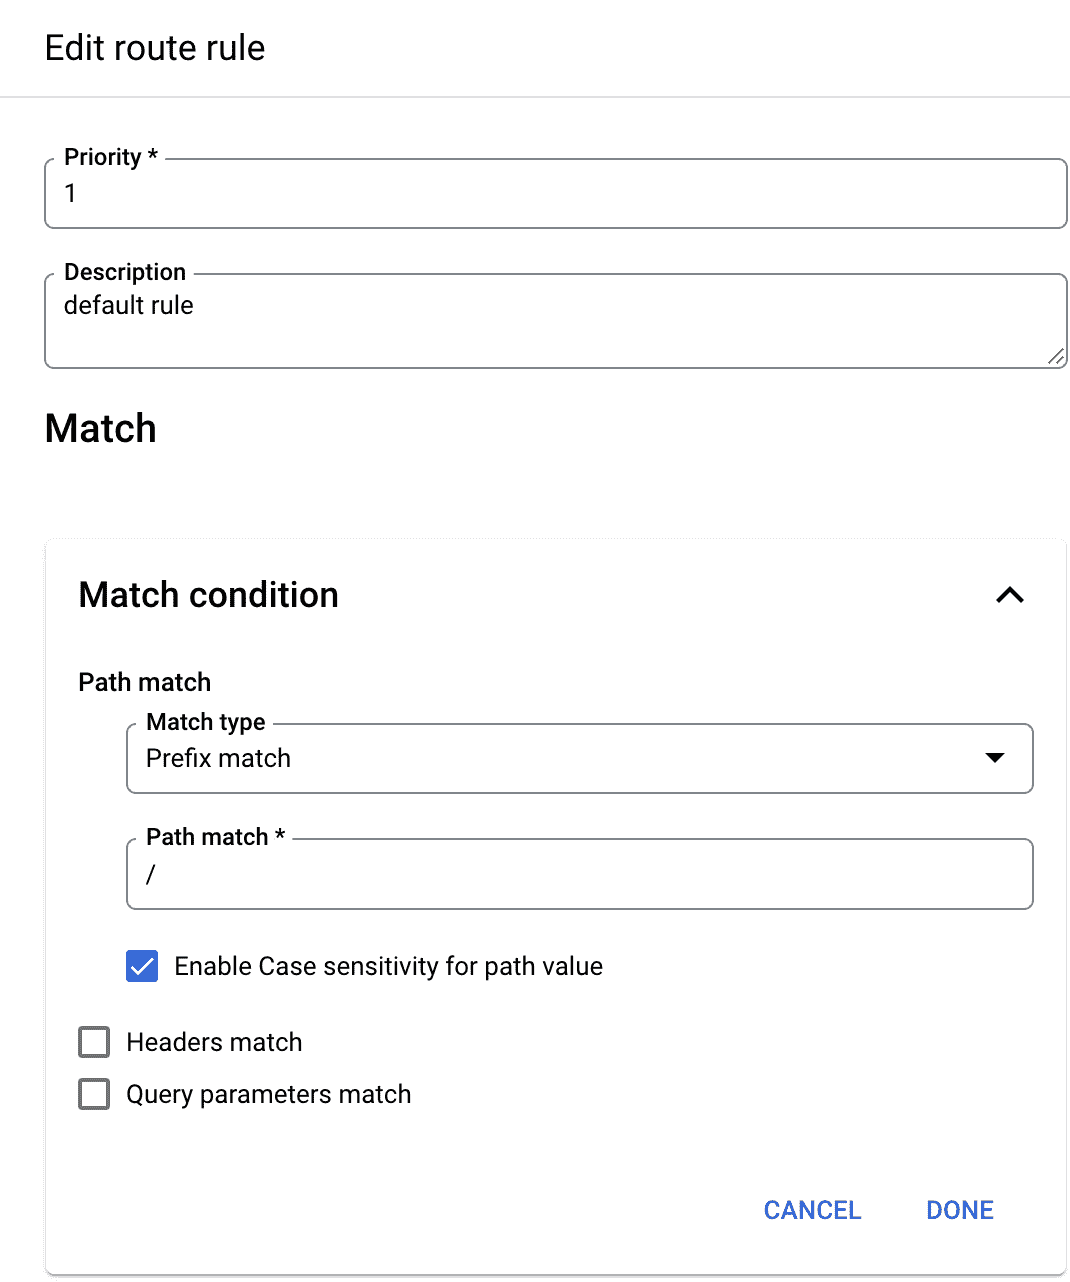 Edit route rule
Priority *
1
Description
default rule
Match
Match condition
Path match
Match type
Prefix match
Path match *
/
Enable Case sensitivity for path value
Headers match
Query parameters match
CANCEL DONE